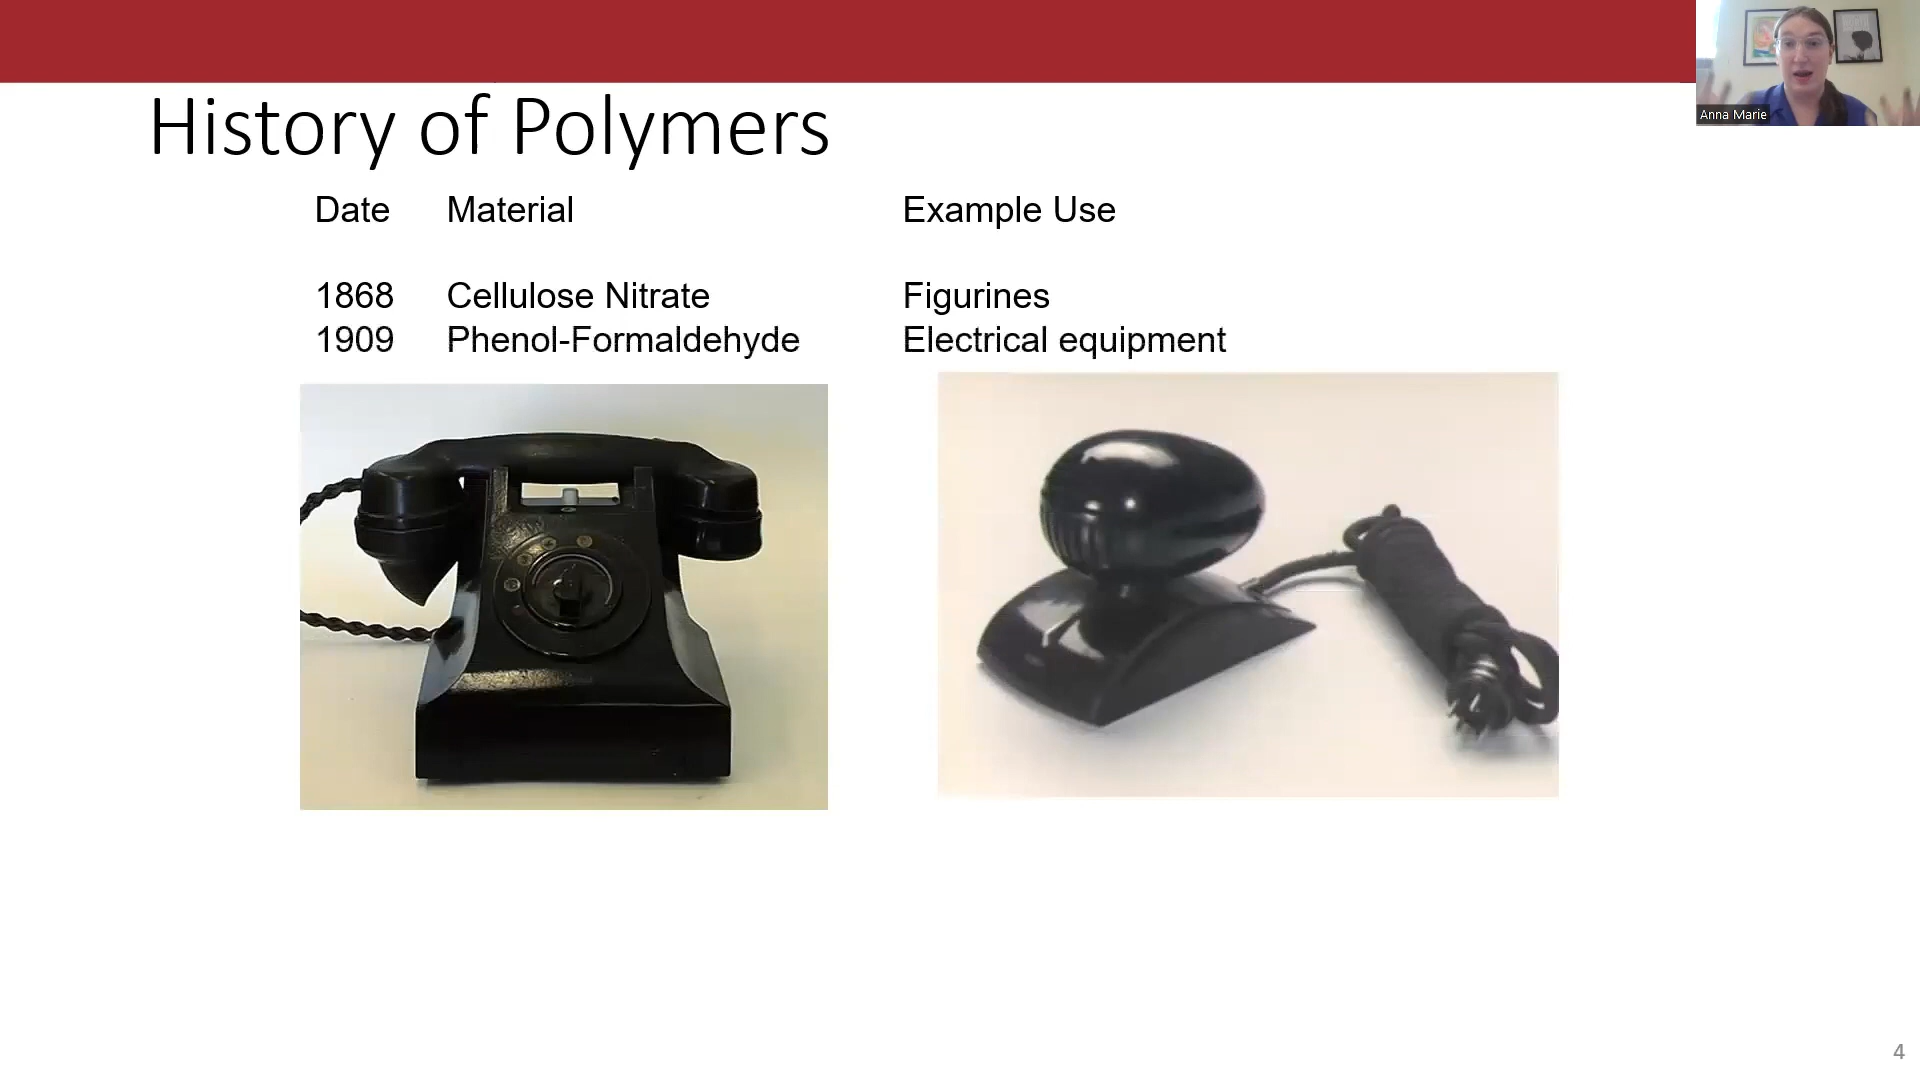 Anna Marie
History of Polymers
Date Material Example Use
1868 Cellulose Nitrate Figurines
1909 Phenol-Formaldehyde Electrical equipment
4